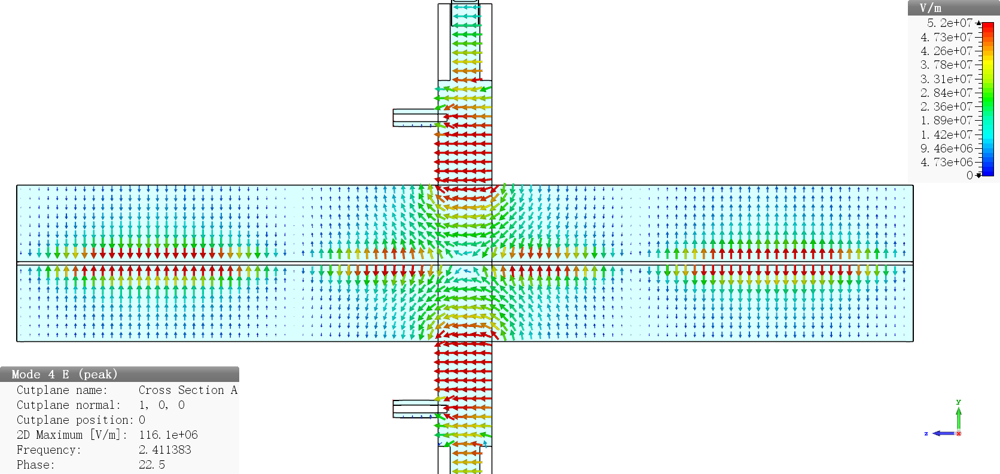 V/m
5.2e+07
4.73e+07
4.26e+07
3.78e+07
3.31e+07
2.84e+07
2.36e+07
1.89e+07
1.42e+07
9.46e+06
4.73e+06
0
Mode 4 E (peak)
Cutplane name: Cross Section A
Cutplane normal: 1, 0, 0
Cutplane position: 0
2D Maximum [V/m]: 116.1e+06
Frequency: 2.411383
Phase: 22.5
y
z
x